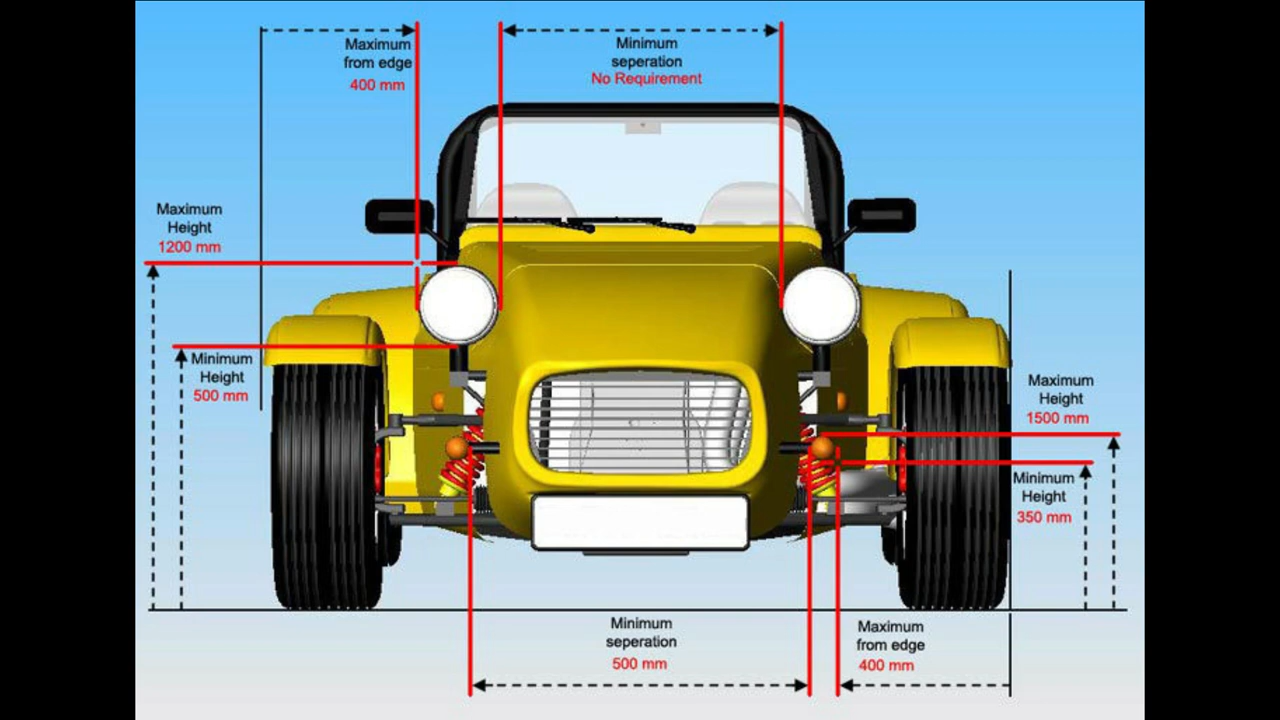 Maximum
from edge
400 mm
Minimum
seperation
No Requirement
Maximum
Height
1200 mm
Minimum
Height
500 mm
Maximum
Height
1500 mm
Minimum
Height
350 mm
Minimum
seperation
500 mm
Maximum
from edge
400 mm